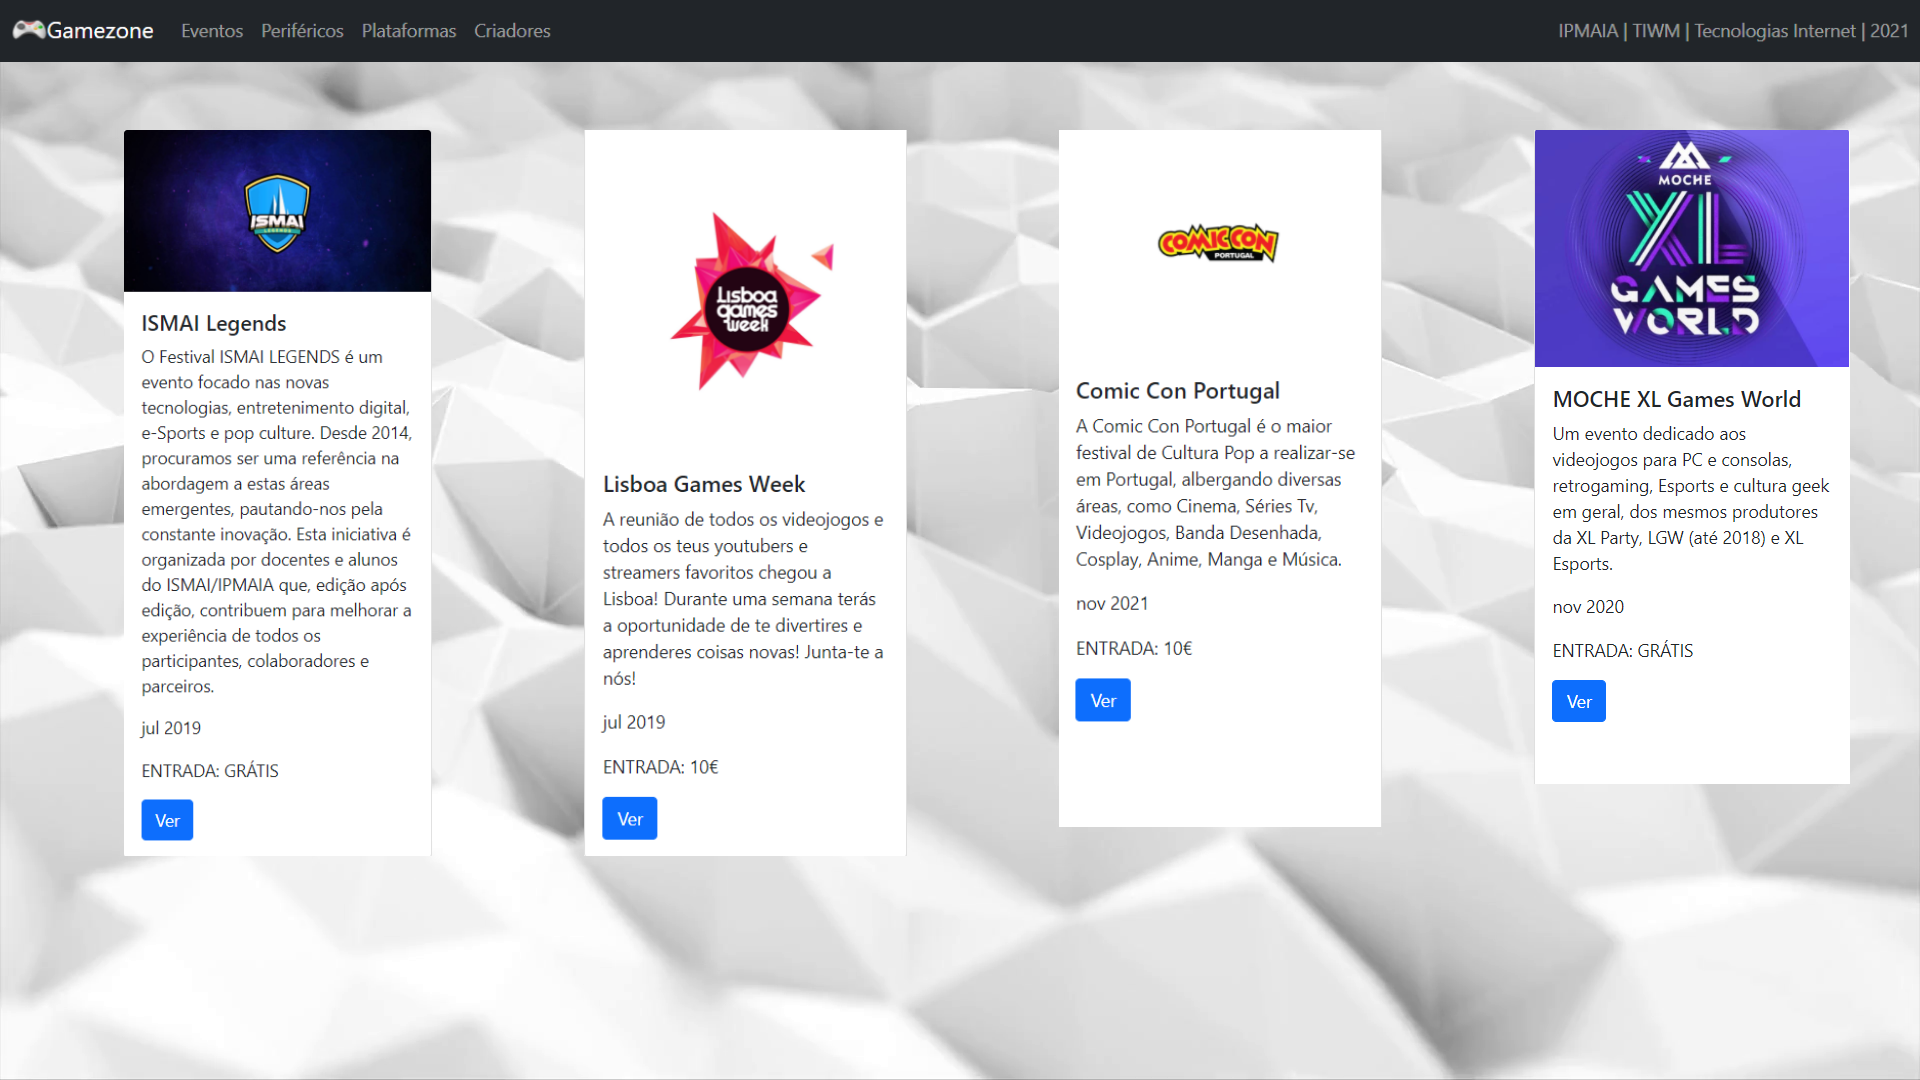 Gamezone
Eventos
Periféricos
Plataformas
Criadores
IPMAIA | TIWM | Tecnologias Internet | 2021
ISMAI
LEGENDS
ISMAI Legends
O Festival ISMAI LEGENDS é um
evento focado nas novas
tecnologias, entretenimento digital,
e-Sports e pop culture. Desde 2014,
procuramos ser uma referência na
abordagem a estas áreas
emergentes, pautando-nos pela
constante inovação. Esta iniciativa é
organizada por docentes e alunos
do ISMAI/IPMAIA que, edição após
edição, contribuem para melhorar a
experiência de todos os
participantes, colaboradores e
parceiros.
jul 2019
ENTRADA: GRÁTIS
Ver
Lisboa
games
week
Lisboa Games Week
A reunião de todos os videojogos e
todos os teus youtubers e
streamers favoritos chegou a
Lisboa! Durante uma semana terás
a oportunidade de te divertires e
aprenderes coisas novas! Junta-te a
nós!
jul 2019
ENTRADA: 10€
Ver
COMIC CON
PORTUGAL
Comic Con Portugal
A Comic Con Portugal é o maior
festival de Cultura Pop a realizar-se
em Portugal, albergando diversas
áreas, como Cinema, Séries Tv,
Videojogos, Banda Desenhada,
Cosplay, Anime, Manga e Música.
nov 2021
ENTRADA: 10€
Ver
MOCHE
XL
GAMES
WORLD
MOCHE XL Games World
Um evento dedicado aos
videojogos para PC e consolas,
retrogaming, Esports e cultura geek
em geral, dos mesmos produtores
da XL Party, LGW (até 2018) e XL
Esports.
nov 2020
ENTRADA: GRÁTIS
Ver